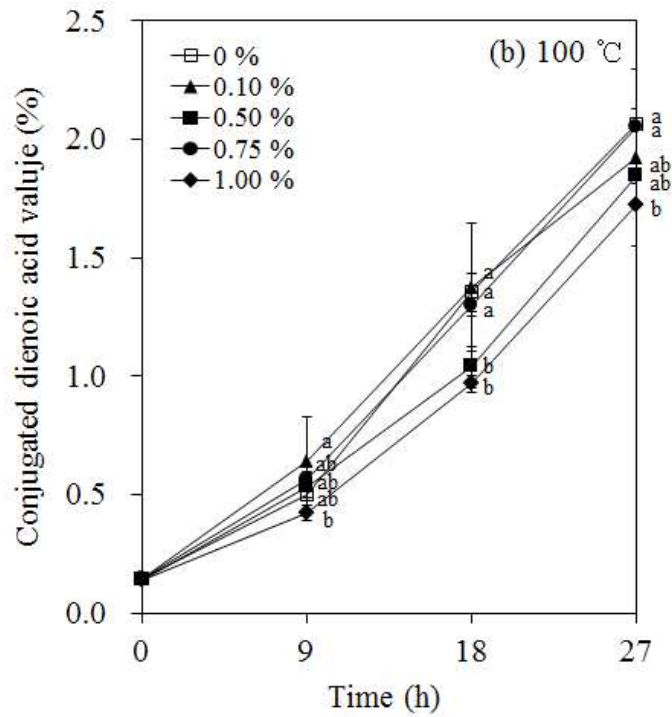 2.5
(b) 100 ℃
0 %
0.10 %
0.50 %
0.75 %
1.00 %
2.0
1.5
1.0
0.5
0.0
Conjugated dienoic acid valuje (%)
a
ab
ab
ab
b
a
a
a
b
b
a
a
ab
ab
b
0
9
18
27
Time (h)